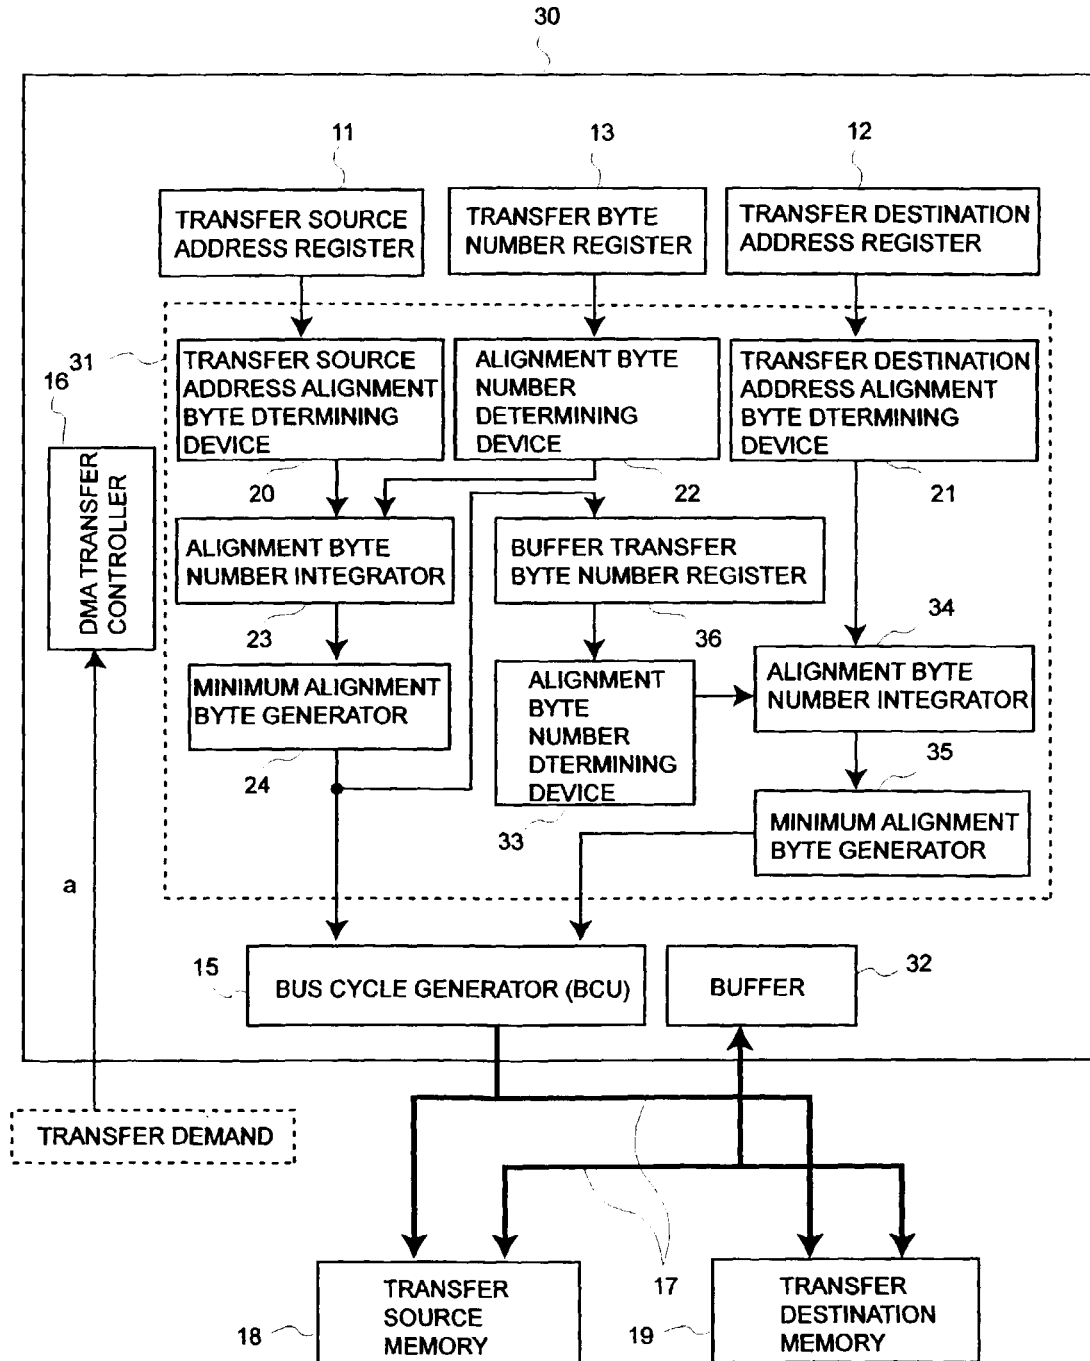 30
11
13
12
TRANSFER SOURCE
ADDRESS REGISTER
TRANSFER BYTE
NUMBER REGISTER
TRANSFER DESTINATION
ADDRESS REGISTER
31
16
TRANSFER SOURCE
ADDRESS ALIGNMENT
BYTE DTERMINING
DEVICE
ALIGNMENT BYTE
NUMBER
DETERMINING
DEVICE
TRANSFER DESTINATION
ADDRESS ALIGNMENT
BYTE DTERMINING
DEVICE
DMA TRANSFER
CONTROLLER
20
22
21
ALIGNMENT BYTE
NUMBER INTEGRATOR
BUFFER TRANSFER
BYTE NUMBER REGISTER
23
36
34
MINIMUM ALIGNMENT
BYTE GENERATOR
ALIGNMENT
BYTE
NUMBER
DTERMINING
DEVICE
ALIGNMENT BYTE
NUMBER INTEGRATOR
24
33
35
MINIMUM ALIGNMENT
BYTE GENERATOR
a
15
BUS CYCLE GENERATOR (BCU)
BUFFER
32
TRANSFER DEMAND
17
18
TRANSFER
SOURCE
MEMORY
19
TRANSFER
DESTINATION
MEMORY